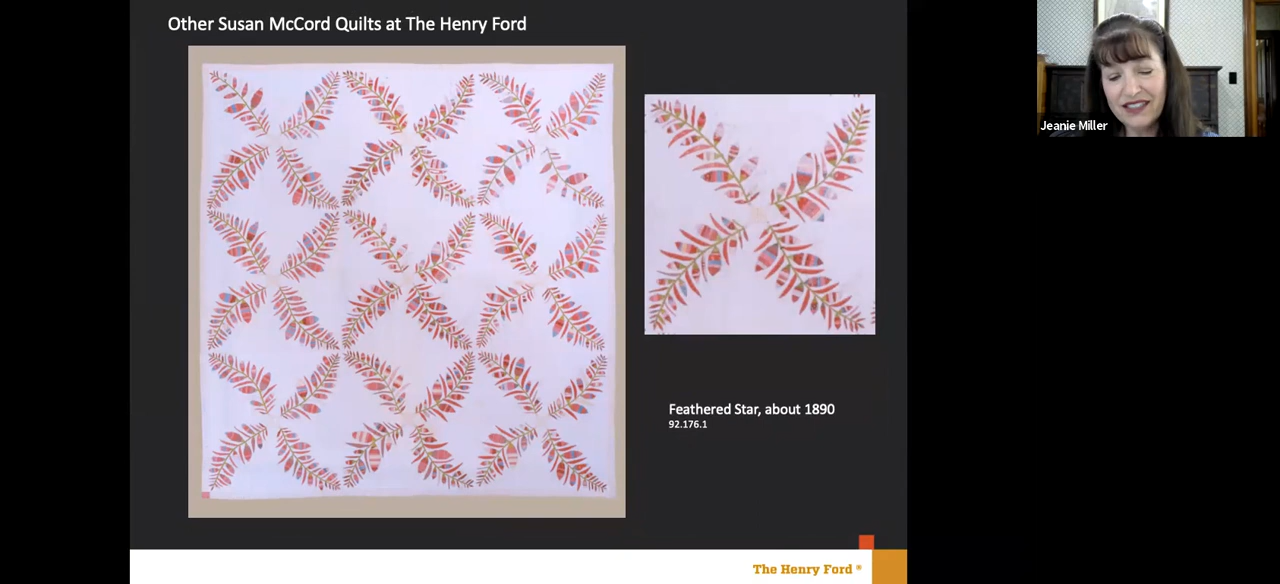 Other Susan McCord Quilts at The Henry Ford
Jeanie Miller
Feathered Star, about 1890
92.176.1
The Henry Ford ®